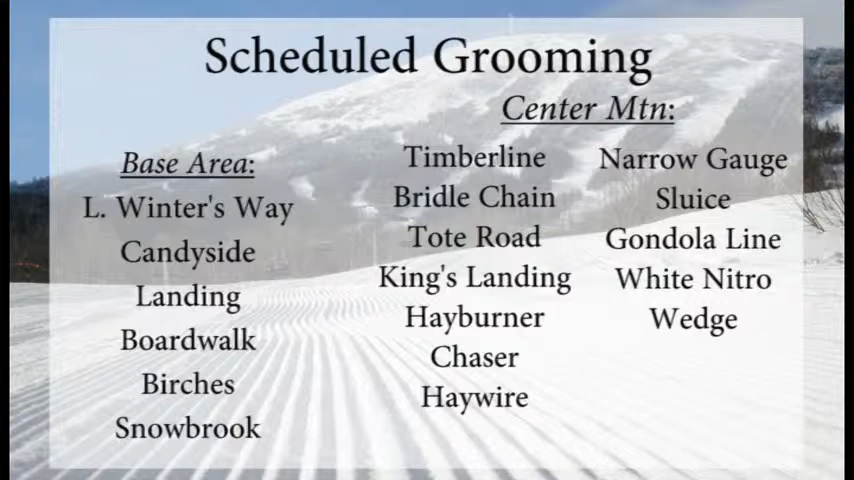 Scheduled Grooming
Base Area:
L. Winter's Way
Candyside
Landing
Boardwalk
Birches
Snowbrook
Center Mtn:
Timberline
Bridle Chain
Tote Road
King's Landing
Hayburner
Chaser
Haywire
Narrow Gauge
Sluice
Gondola Line
White Nitro
Wedge